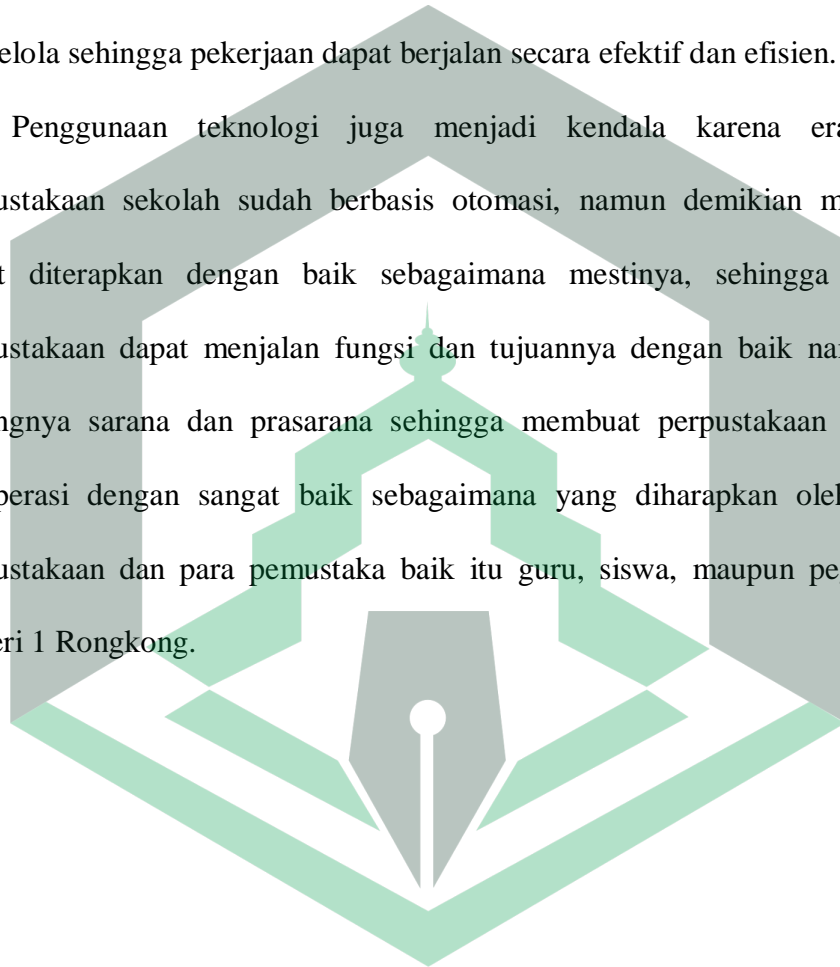 elola sehingga pekerjaan dapat berjalan secara efektif dan efisien.
Penggunaan teknologi juga menjadi kendala karena era
ustakaan sekolah sudah berbasis otomasi, namun demikian m
t diterapkan dengan baik sebagaimana mestinya, sehingga
ustakaan dapat menjalan fungsi dan tujuannya dengan baik na
ngnya sarana dan prasarana sehingga membuat perpustakaan
perasi dengan sangat baik sebagaimana yang diharapkan ole
ustakaan dan para pemustaka baik itu guru, siswa, maupun pe
eri 1 Rongkong.